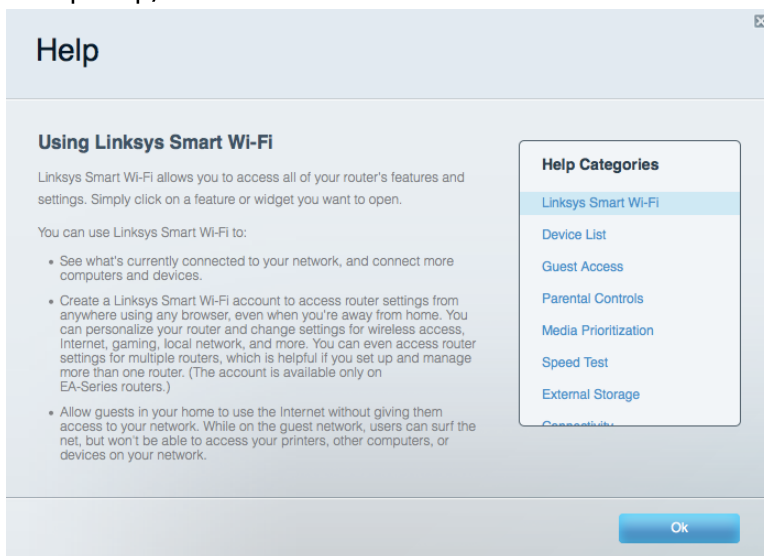 Help
Using Linksys Smart Wi-Fi
Linksys Smart Wi-Fi allows you to access all of your router's features and
settings. Simply click on a feature or widget you want to open.
You can use Linksys Smart Wi-Fi to:
• See what's currently connected to your network, and connect more
computers and devices.
• Create a Linksys Smart Wi-Fi account to access router settings from
anywhere using any browser, even when you're away from home. You
can personalize your router and change settings for wireless access,
Internet, gaming, local network, and more. You can even access router
settings for multiple routers, which is helpful if you set up and manage
more than one router. (The account is available only on
EA-Series routers.)
• Allow guests in your home to use the Internet without giving them
access to your network. While on the guest network, users can surf the
net, but won't be able to access your printers, other computers, or
devices on your network.
Help Categories
Linksys Smart Wi-Fi
Device List
Guest Access
Parental Controls
Media Prioritization
Speed Test
External Storage
Connectivity
Ok